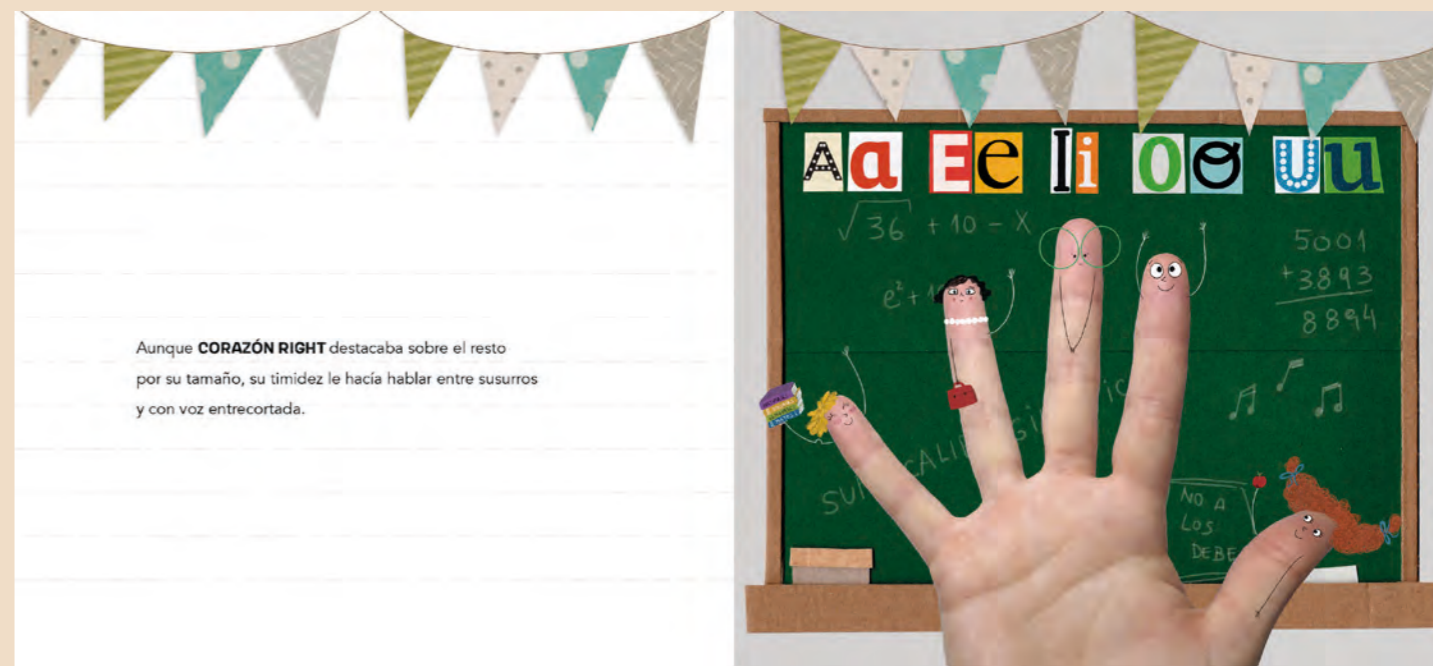 Aunque CORAZÓN RIGHT destacaba sobre el resto
por su tamaño, su timidez le hacía hablar entre susurros
y con voz entrecortada.
Aa Ee Ii Oo Uu
√36 + 10 - X
5001
+3893
8894
e² +
NO A
LOS
DEBE